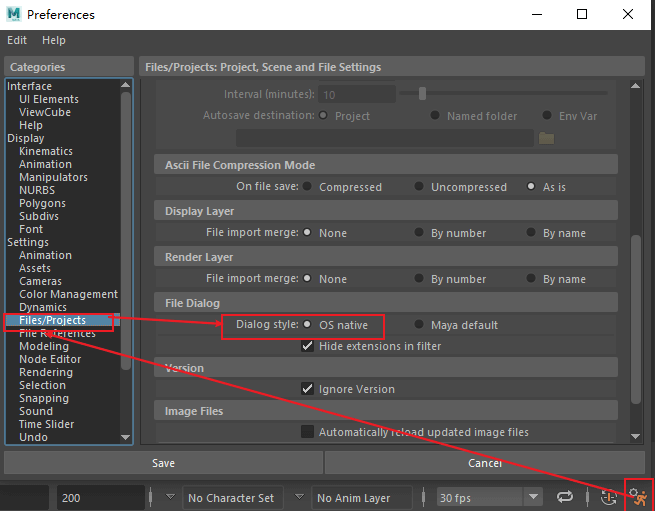 Preferences
Edit Help
Categories
Interface
UI Elements
ViewCube
Help
Display
Kinematics
Animation
Manipulators
NURBS
Polygons
Subdivs
Font
Settings
Animation
Assets
Cameras
Color Management
Dynamics
Files/Projects
File References
Modeling
Node Editor
Rendering
Selection
Snapping
Sound
Time Slider
Undo
Files/Projects: Project, Scene and File Settings
Interval (minutes): 10
Autosave destination: Project Named folder Env Var
Ascii File Compression Mode
On file save: Compressed Uncompressed As is
Display Layer
File import merge: None By number By name
Render Layer
File import merge: None By number By name
File Dialog
Dialog style: OS native Maya default
Hide extensions in filter
Version
Ignore Version
Image Files
Automatically reload updated image files
Save Cancel
200 No Character Set No Anim Layer 30 fps